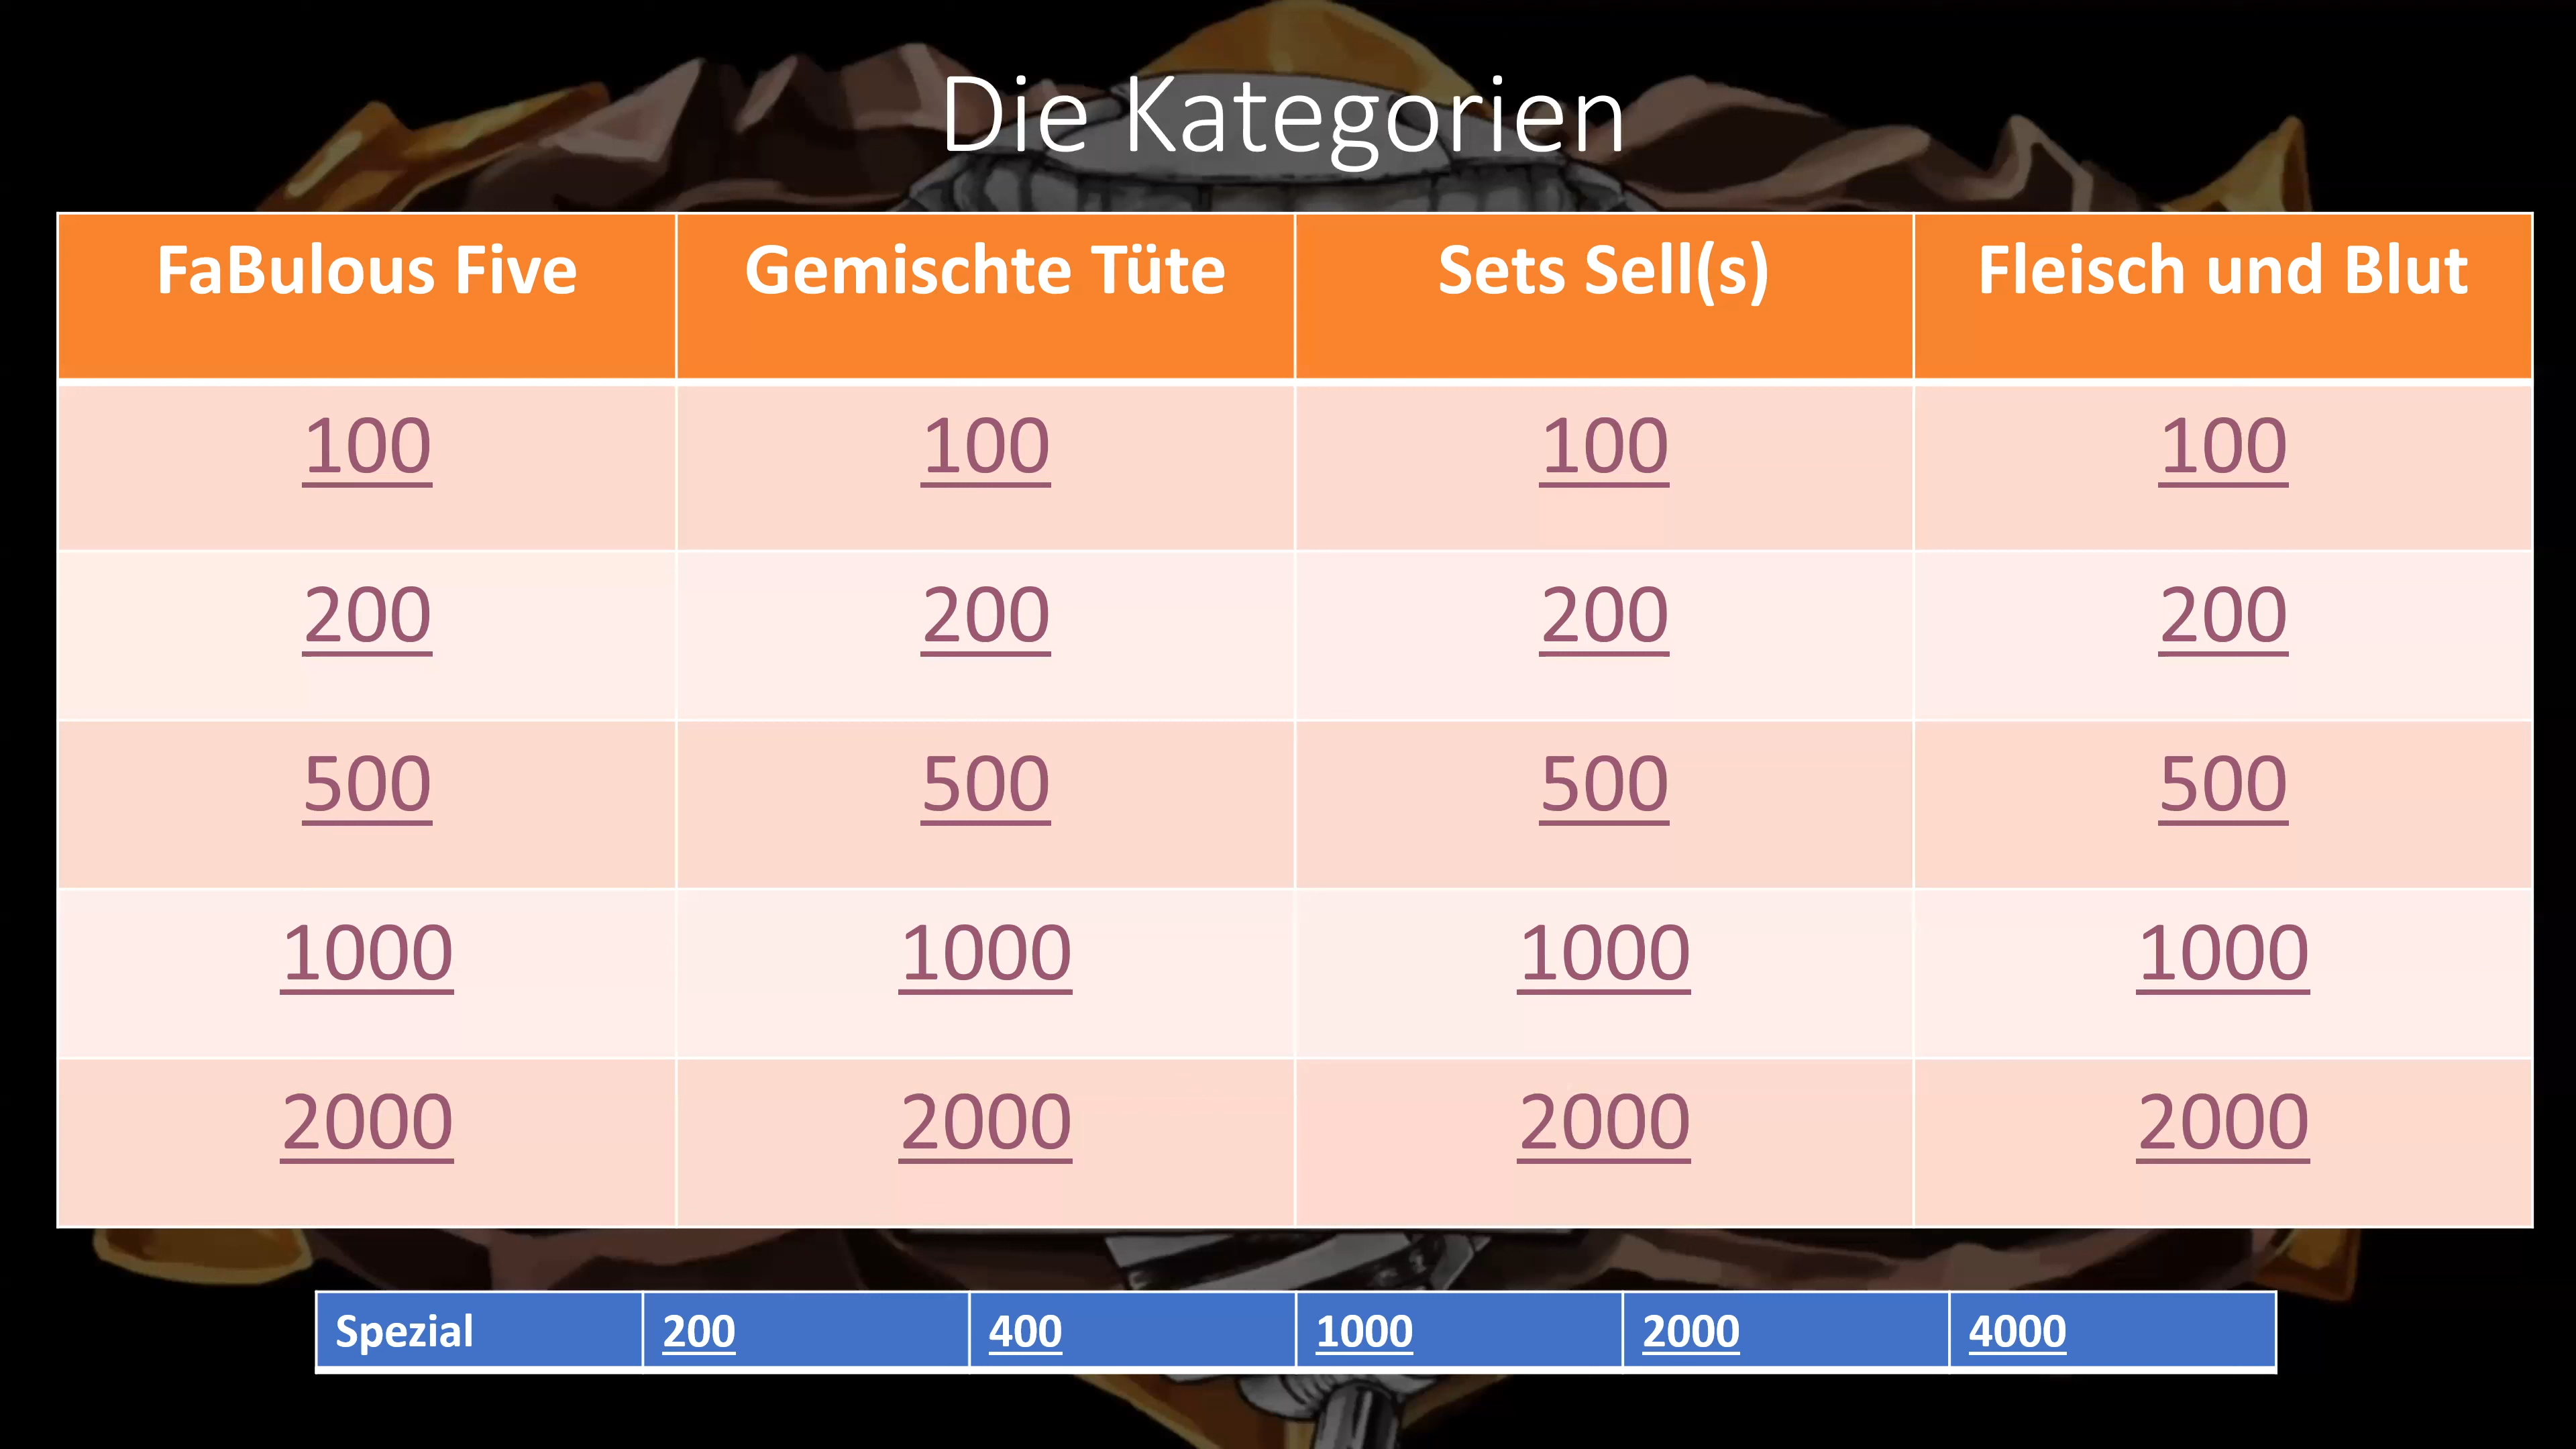 Die Kategorien
FaBulous Five Gemischte Tüte Sets Sell(s) Fleisch und Blut
100 100 100 100
200 200 200 200
500 500 500 500
1000 1000 1000 1000
2000 2000 2000 2000
Spezial 200 400 1000 2000 4000